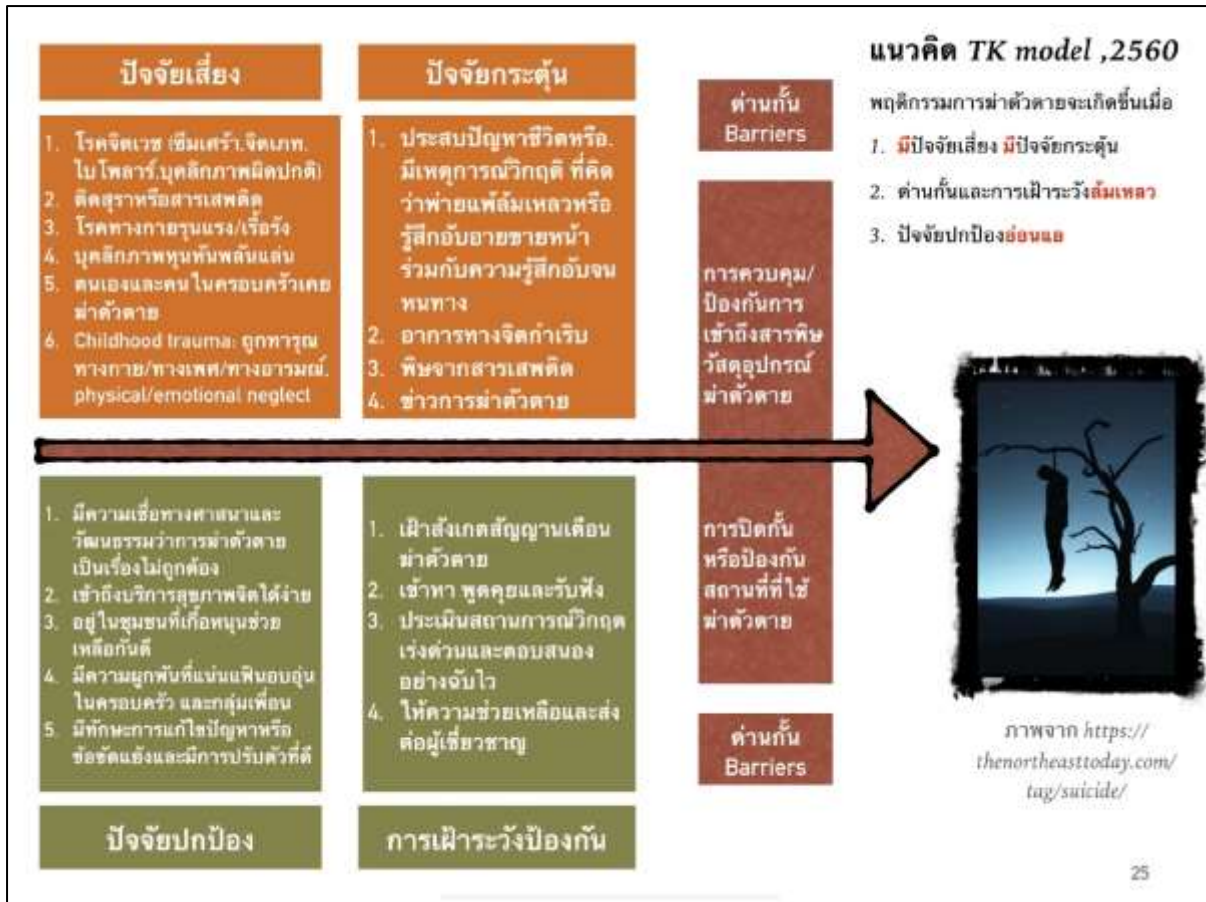 แนวคิด TK model ,2560
พฤติกรรมการฆ่าตัวตายจะเกิดขึ้นเมื่อ
1. มีปัจจัยเสี่ยง มีปัจจัยกระตุ้น
2. ด่านกั้นและการเฝ้าระวังล้มเหลว
3. ปัจจัยปกป้องอ่อนแอ
ปัจจัยเสี่ยง
1. โรคจิตเวช (ซึมเศร้า.จิตเภท.
ไบโพลาร์.บุคลิกภาพผิดปกติ)
2. ติดสุราหรือสารเสพติด
3. โรคทางกายรุนแรง/เรื้อรัง
4. บุคลิกภาพหุนหันพลันแล่น
5. ตนเองและคนในครอบครัวเคย
ฆ่าตัวตาย
6. Childhood trauma: ถูกทารุณ
ทางกาย/ทางเพศ/ทางอารมณ์.
physical/emotional neglect
ปัจจัยกระตุ้น
1. ประสบปัญหาชีวิตหรือ.
มีเหตุการณ์วิกฤติ ที่คิด
ว่าพ่ายแพ้ล้มเหลวหรือ
รู้สึกอับอายขายหน้า
ร่วมกับความรู้สึกอับจน
หนทาง
2. อาการทางจิตกำเริบ
3. พิษจากสารเสพติด
4. ข่าวการฆ่าตัวตาย
ด่านกั้น
Barriers
การควบคุม/
ป้องกันการ
เข้าถึงสารพิษ
วัสดุอุปกรณ์
ฆ่าตัวตาย
การปิดกั้น
หรือป้องกัน
สถานที่ที่ใช้
ฆ่าตัวตาย
ด่านกั้น
Barriers
1. มีความเชื่อทางศาสนาและ
วัฒนธรรมว่าการฆ่าตัวตาย
เป็นเรื่องไม่ถูกต้อง
2. เข้าถึงบริการสุขภาพจิตได้ง่าย
3. อยู่ในชุมชนที่เกื้อหนุนช่วย
เหลือกันดี
4. มีความผูกพันที่แน่นแฟ้นอบอุ่น
ในครอบครัว และกลุ่มเพื่อน
5. มีทักษะการแก้ไขปัญหาหรือ
ข้อขัดแย้งและมีการปรับตัวที่ดี
ปัจจัยปกป้อง
1. เฝ้าสังเกตสัญญานเตือน
ฆ่าตัวตาย
2. เข้าหา พูดคุยและรับฟัง
3. ประเมินสถานการณ์วิกฤต
เร่งด่วนและตอบสนอง
อย่างฉับไว
4. ให้ความช่วยเหลือและส่ง
ต่อผู้เชี่ยวชาญ
การเฝ้าระวังป้องกัน
ภาพจาก https://
thenortheasttoday.com/
tag/suicide/
25